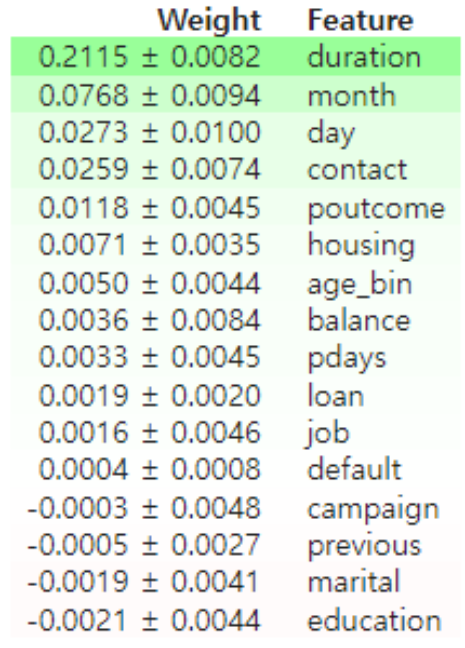 Weight Feature
0.2115 ± 0.0082 duration
0.0768 ± 0.0094 month
0.0273 ± 0.0100 day
0.0259 ± 0.0074 contact
0.0118 ± 0.0045 poutcome
0.0071 ± 0.0035 housing
0.0050 ± 0.0044 age_bin
0.0036 ± 0.0084 balance
0.0033 ± 0.0045 pdays
0.0019 ± 0.0020 loan
0.0016 ± 0.0046 job
0.0004 ± 0.0008 default
-0.0003 ± 0.0048 campaign
-0.0005 ± 0.0027 previous
-0.0019 ± 0.0041 marital
-0.0021 ± 0.0044 education